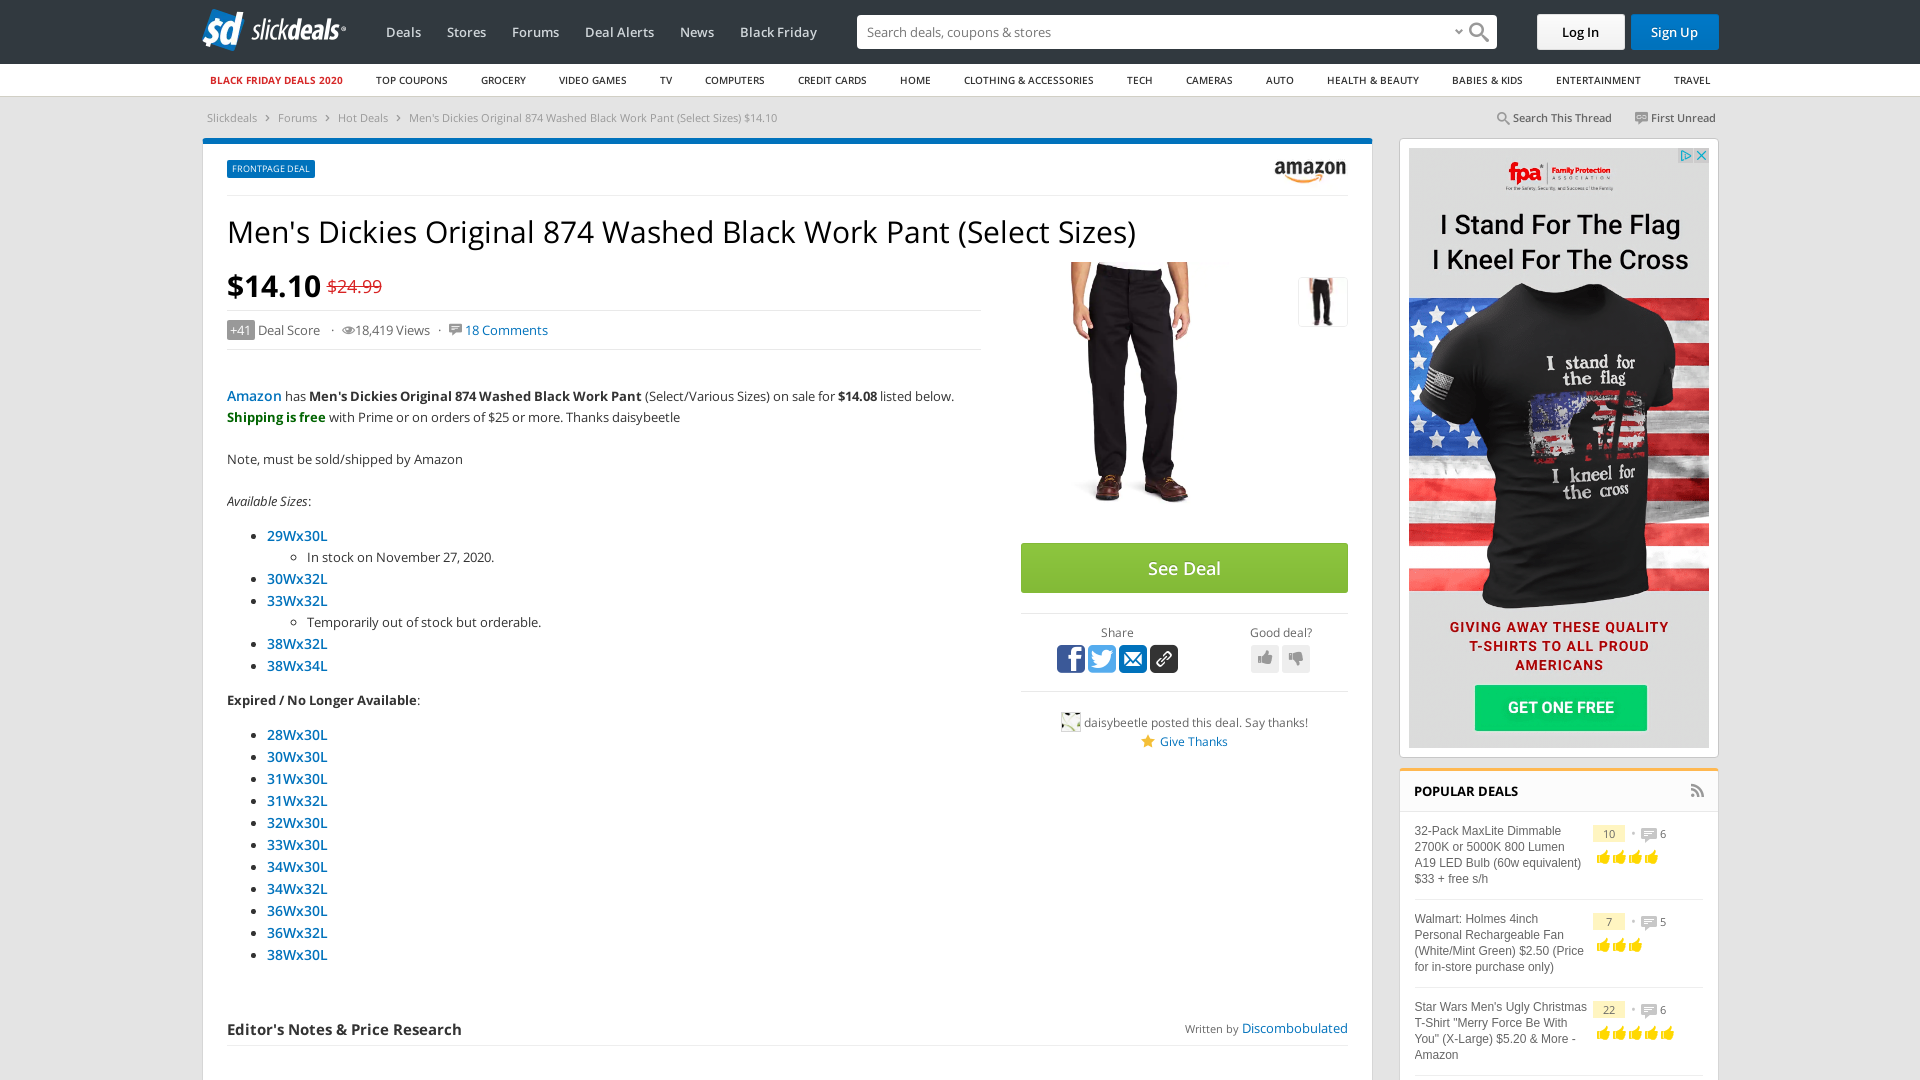 sd slickdeals
Deals Stores Forums Deal Alerts News Black Friday
Search deals, coupons & stores
Log In Sign Up
BLACK FRIDAY DEALS 2020 TOP COUPONS GROCERY VIDEO GAMES TV COMPUTERS CREDIT CARDS HOME CLOTHING & ACCESSORIES TECH CAMERAS AUTO HEALTH & BEAUTY BABIES & KIDS ENTERTAINMENT TRAVEL
Slickdeals › Forums › Hot Deals › Men's Dickies Original 874 Washed Black Work Pant (Select Sizes) $14.10
Search This Thread First Unread
FRONTPAGE DEAL
amazon
Men's Dickies Original 874 Washed Black Work Pant (Select Sizes)
$14.10 $24.99
+41 Deal Score · 18,419 Views · 18 Comments
Amazon has Men's Dickies Original 874 Washed Black Work Pant (Select/Various Sizes) on sale for $14.08 listed below.
Shipping is free with Prime or on orders of $25 or more. Thanks daisybeetle
Note, must be sold/shipped by Amazon
Available Sizes:
29Wx30L
In stock on November 27, 2020.
30Wx32L
33Wx32L
Temporarily out of stock but orderable.
38Wx32L
38Wx34L
Expired / No Longer Available:
28Wx30L
30Wx30L
31Wx30L
31Wx32L
32Wx30L
33Wx30L
34Wx30L
34Wx32L
36Wx30L
36Wx32L
38Wx30L
See Deal
Share
Good deal?
daisybeetle posted this deal. Say thanks!
Give Thanks
Editor's Notes & Price Research
Written by Discombobulated
fpa Family Protection
ASSOCIATION
For the Safety, Security, and Success of the Family
I Stand For The Flag
I Kneel For The Cross
I stand for
the flag
I kneel for
the cross
GIVING AWAY THESE QUALITY
T-SHIRTS TO ALL PROUD
AMERICANS
GET ONE FREE
POPULAR DEALS
32-Pack MaxLite Dimmable
2700K or 5000K 800 Lumen
A19 LED Bulb (60w equivalent)
$33 + free s/h
10 · 6
Walmart: Holmes 4inch
Personal Rechargeable Fan
(White/Mint Green) $2.50 (Price
for in-store purchase only)
7 · 5
Star Wars Men's Ugly Christmas
T-Shirt "Merry Force Be With
You" (X-Large) $5.20 & More -
Amazon
22 · 6